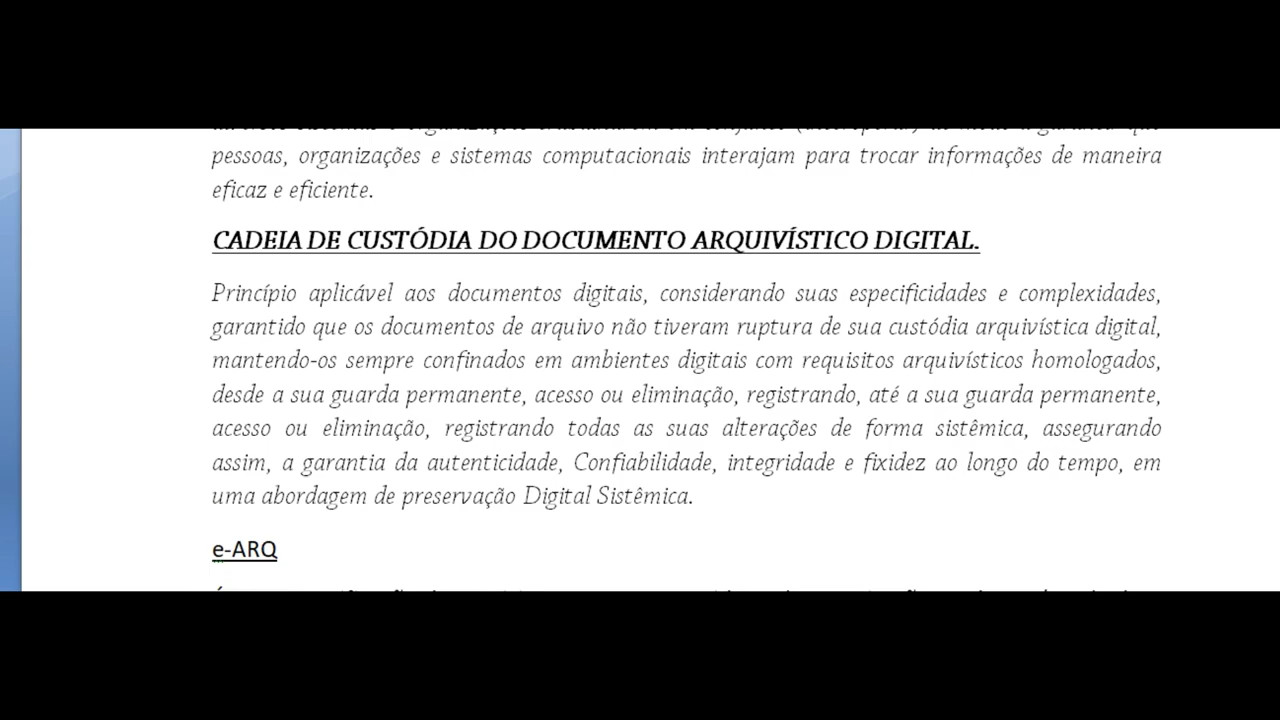 pessoas, organizações e sistemas computacionais interajam para trocar informações de maneira
eficaz e eficiente.
CADEIA DE CUSTÓDIA DO DOCUMENTO ARQUIVÍSTICO DIGITAL.
Princípio aplicável aos documentos digitais, considerando suas especificidades e complexidades,
garantido que os documentos de arquivo não tiveram ruptura de sua custódia arquivística digital,
mantendo-os sempre confinados em ambientes digitais com requisitos arquivísticos homologados,
desde a sua guarda permanente, acesso ou eliminação, registrando, até a sua guarda permanente,
acesso ou eliminação, registrando todas as suas alterações de forma sistêmica, assegurando
assim, a garantia da autenticidade, Confiabilidade, integridade e fixidez ao longo do tempo, em
uma abordagem de preservação Digital Sistêmica.
e-ARQ